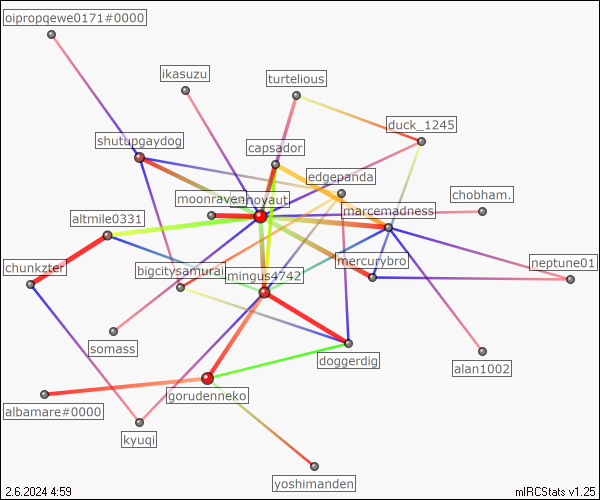 oipropqewe0171#0000
ikasuzu
turtelious
duck_1245
shutupgaydog
capsador
edgepanda
moonraven
chobham.
marcemadness
altmile0331
chunkzter
bigcitysamurai
mingus4742
mercurybro
neptune01
somass
doggerdig
alan1002
gorudenneko
albamare#0000
kyuqi
yoshimanden
2.6.2024 4:59
mIRCStats v1.25